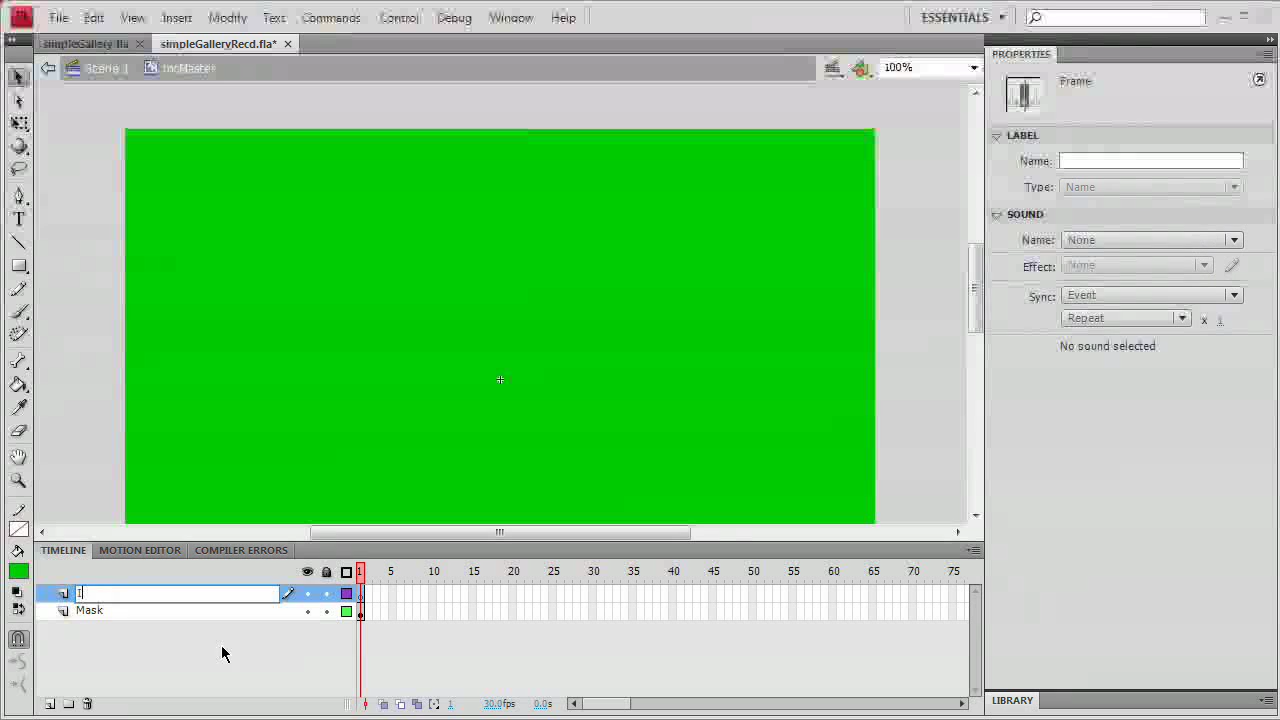 File Edit View Insert Modify Text Commands Control Debug Window Help ESSENTIALS
simpleGallery.fla simpleGalleryRecd.fla*
Scene 1 mcMaster 100%
PROPERTIES
Frame
LABEL
Name:
Type: Name
SOUND
Name: None
Effect: None
Sync: Event
Repeat x 1
No sound selected
TIMELINE MOTION EDITOR COMPILER ERRORS
1 5 10 15 20 25 30 35 40 45 50 55 60 65 70 75
I
Mask
1 30.0fps 0.0s
LIBRARY